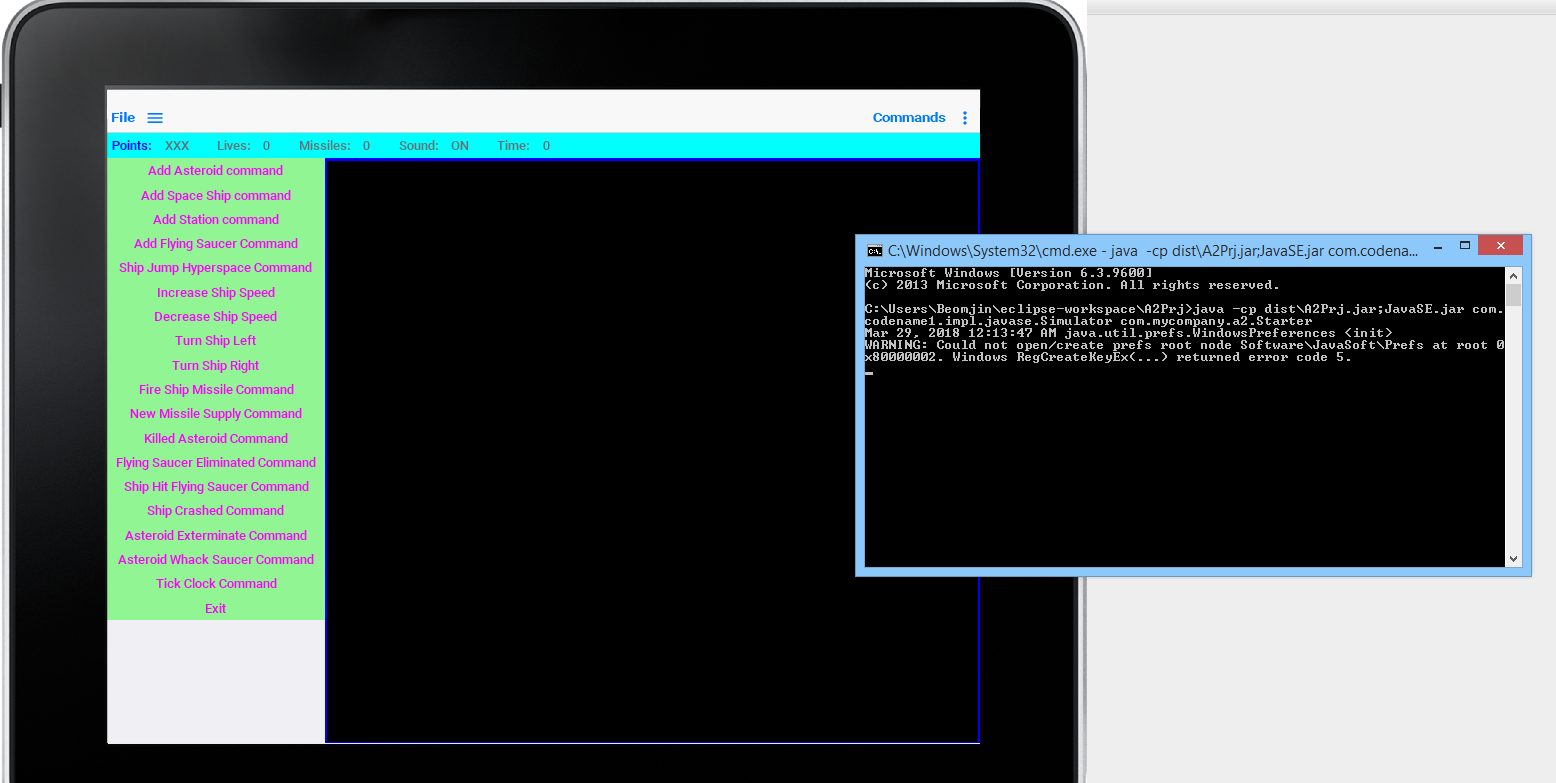 File
Commands
Points: XXX Lives: 0 Missiles: 0 Sound: ON Time: 0
Add Asteroid command
Add Space Ship command
Add Station command
Add Flying Saucer Command
Ship Jump Hyperspace Command
Increase Ship Speed
Decrease Ship Speed
Turn Ship Left
Turn Ship Right
Fire Ship Missile Command
New Missile Supply Command
Killed Asteroid Command
Flying Saucer Eliminated Command
Ship Hit Flying Saucer Command
Ship Crashed Command
Asteroid Exterminate Command
Asteroid Whack Saucer Command
Tick Clock Command
Exit
C:\Windows\System32\cmd.exe - java -cp dist\A2Prj.jar;JavaSE.jar com.codena...
Microsoft Windows [Version 6.3.9600]
(c) 2013 Microsoft Corporation. All rights reserved.
C:\Users\Beomjin\eclipse-workspace\A2Prj>java -cp dist\A2Prj.jar;JavaSE.jar com.
codename1.impl.javase.Simulator com.mycompany.a2.Starter
Mar 29, 2018 12:13:47 AM java.util.prefs.WindowsPreferences <init>
WARNING: Could not open/create prefs root node Software\JavaSoft\Prefs at root 0
x80000002. Windows RegCreateKeyEx(...) returned error code 5.